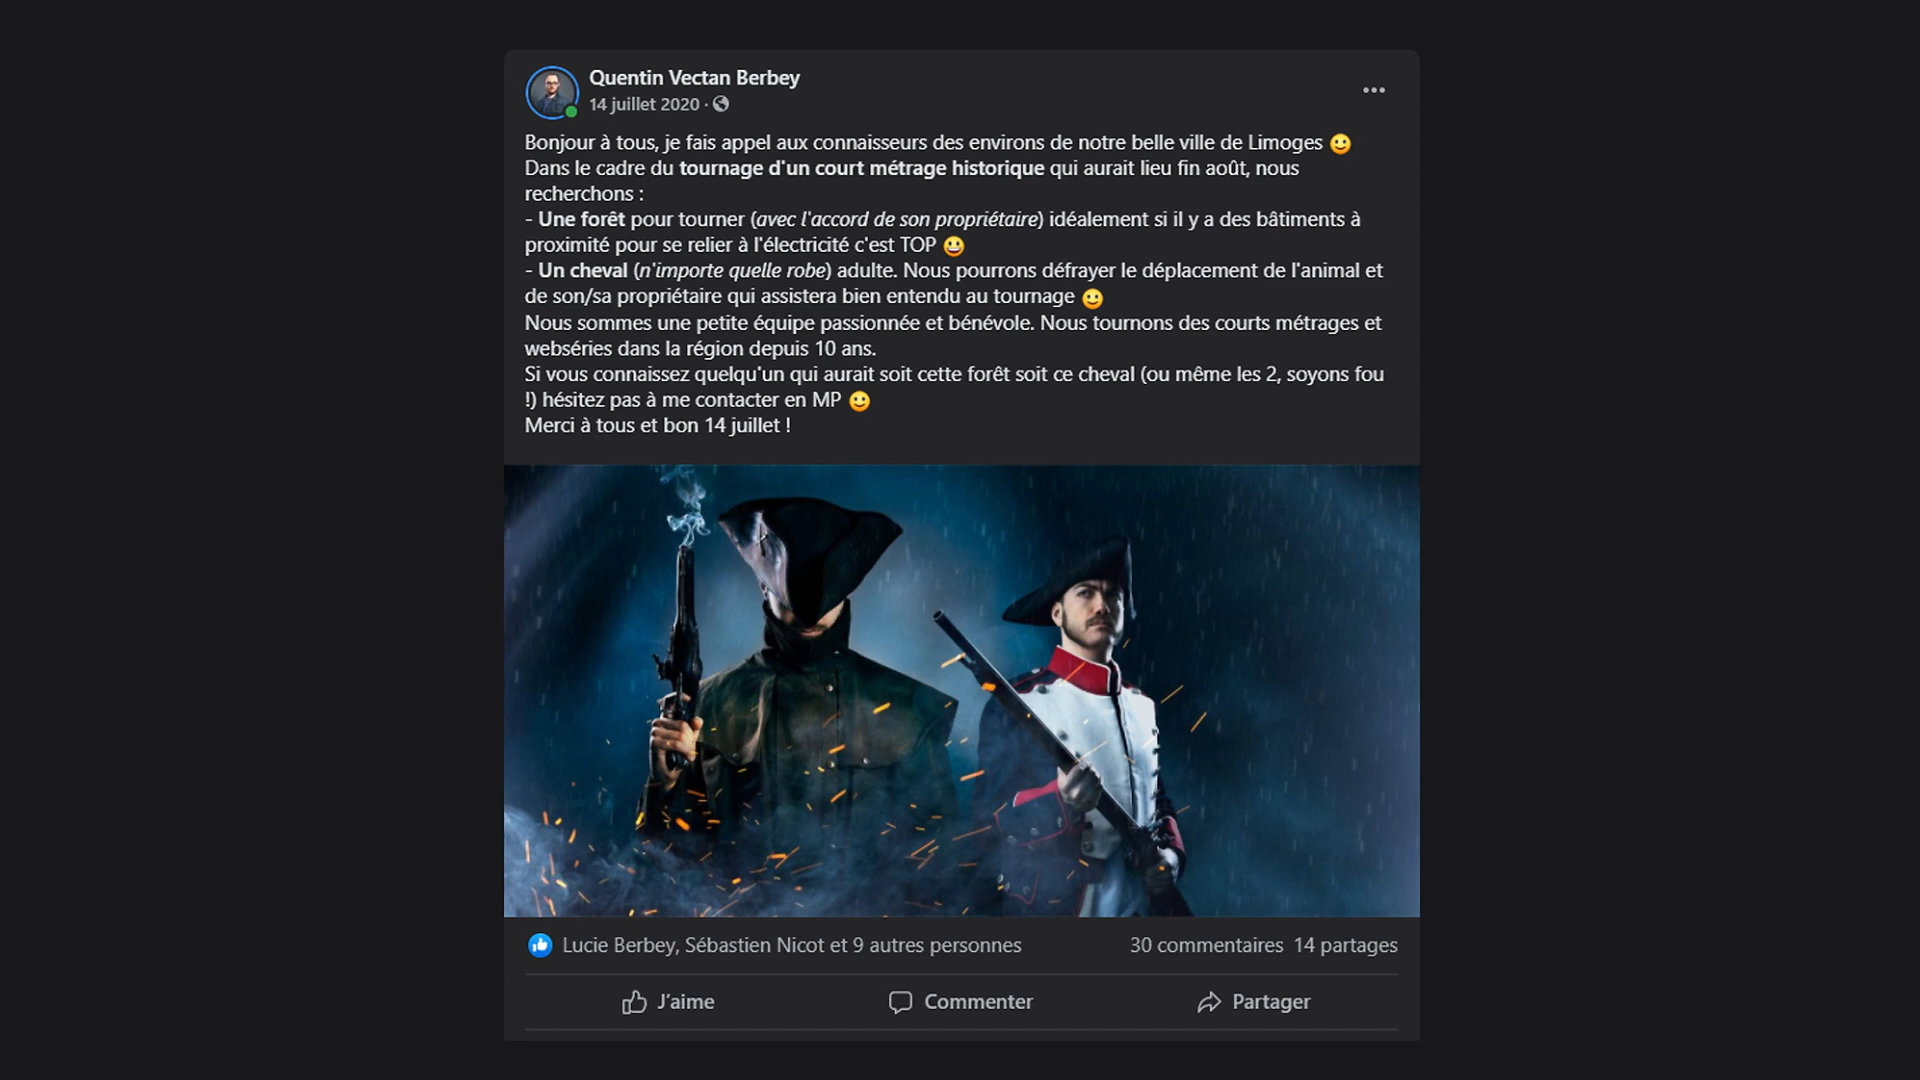 Quentin Vectan Berbey
14 juillet 2020 ·
Bonjour à tous, je fais appel aux connaisseurs des environs de notre belle ville de Limoges 🙂
Dans le cadre du tournage d'un court métrage historique qui aurait lieu fin août, nous
recherchons :
- Une forêt pour tourner (avec l'accord de son propriétaire) idéalement si il y a des bâtiments à
proximité pour se relier à l'électricité c'est TOP 😀
- Un cheval (n'importe quelle robe) adulte. Nous pourrons défrayer le déplacement de l'animal et
de son/sa propriétaire qui assistera bien entendu au tournage 🙂
Nous sommes une petite équipe passionnée et bénévole. Nous tournons des courts métrages et
webséries dans la région depuis 10 ans.
Si vous connaissez quelqu'un qui aurait soit cette forêt soit ce cheval (ou même les 2, soyons fou
!) hésitez pas à me contacter en MP 🙂
Merci à tous et bon 14 juillet !
Lucie Berbey, Sébastien Nicot et 9 autres personnes 30 commentaires 14 partages
J'aime Commenter Partager